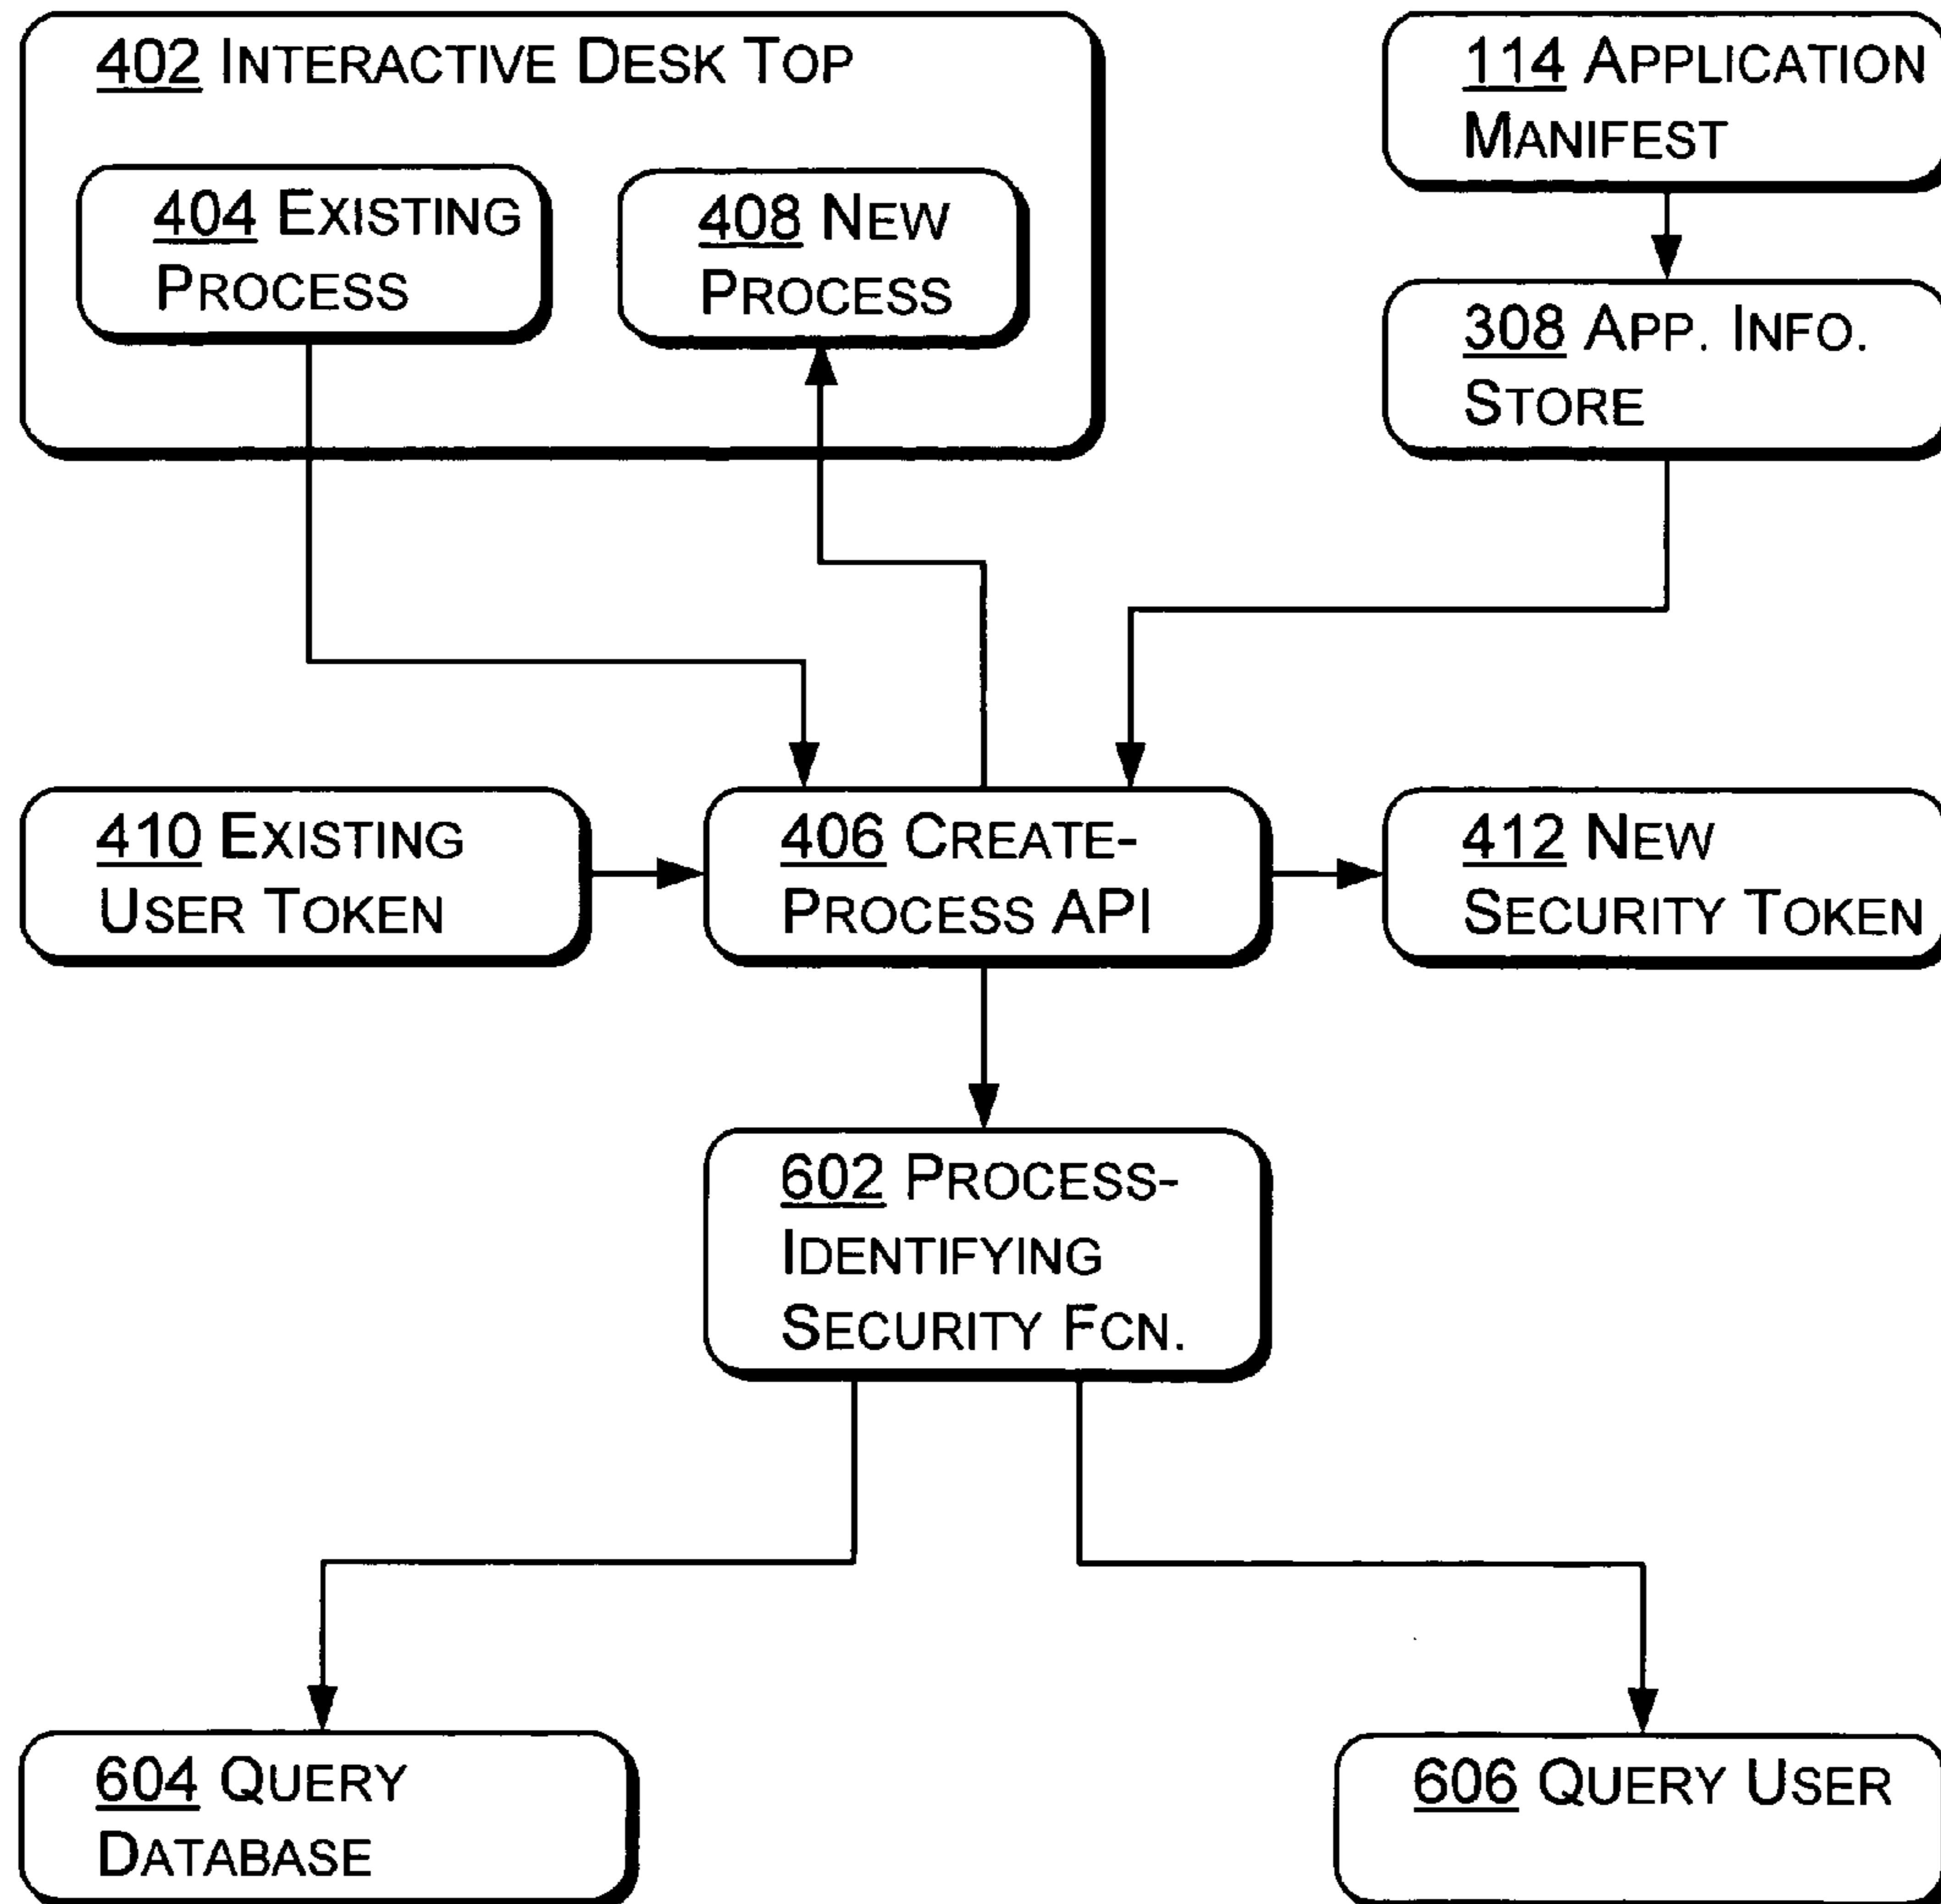 402 INTERACTIVE DESK TOP
404 EXISTING
PROCESS
408 NEW
PROCESS
114 APPLICATION
MANIFEST
308 APP. INFO.
STORE
410 EXISTING
USER TOKEN
406 CREATE-
PROCESS API
412 NEW
SECURITY TOKEN
602 PROCESS-
IDENTIFYING
SECURITY FCN.
604 QUERY
DATABASE
606 QUERY USER